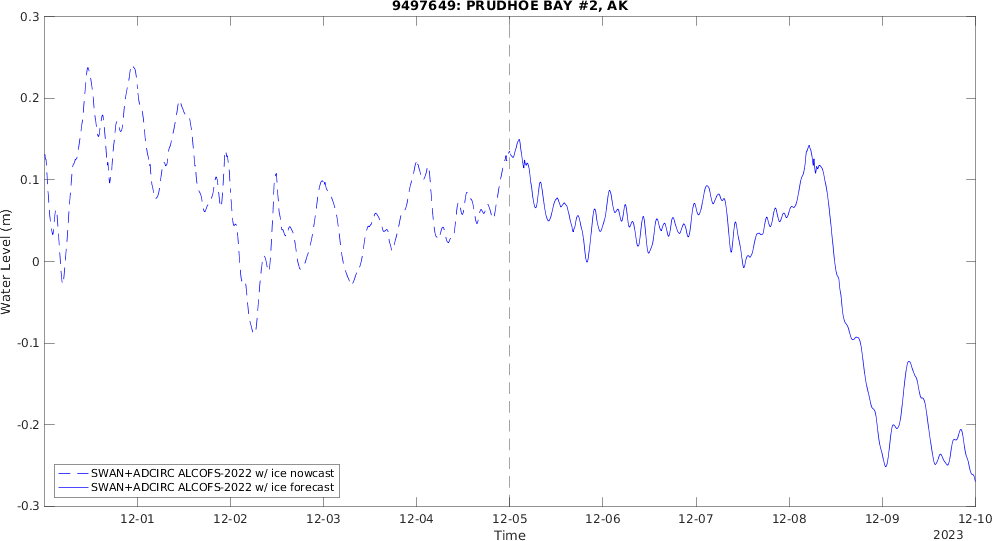 9497649: PRUDHOE BAY #2, AK
0.3
0.2
0.1
0
-0.1
-0.2
-0.3
Water Level (m)
SWAN+ADCIRC ALCOFS-2022 w/ ice nowcast
SWAN+ADCIRC ALCOFS-2022 w/ ice forecast
12-01 12-02 12-03 12-04 12-05 12-06 12-07 12-08 12-09 12-10
Time
2023